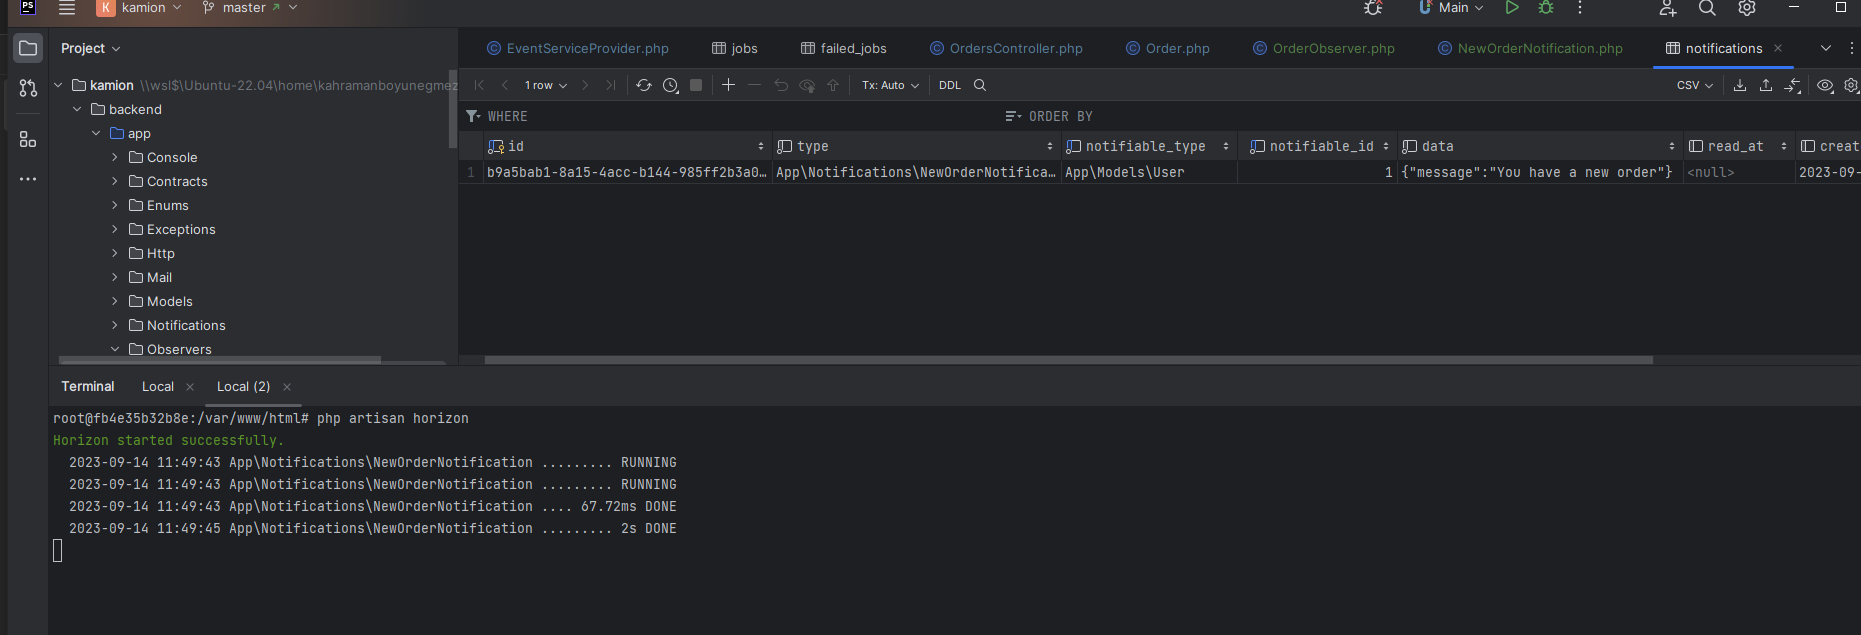 PS K kamion master Main
Project
EventServiceProvider.php jobs failed_jobs OrdersController.php Order.php OrderObserver.php NewOrderNotification.php notifications
kamion \\wsl$\Ubuntu-22.04\home\kahramanboyunegmez
1 row Tx: Auto DDL CSV
backend
WHERE ORDER BY
app
id type notifiable_type notifiable_id data read_at creat
Console
1 b9a5bab1-8a15-4acc-b144-985ff2b3a0… App\Notifications\NewOrderNotifica… App\Models\User 1 {"message":"You have a new order"} <null> 2023-09-
Contracts
Enums
Exceptions
Http
Mail
Models
Notifications
Observers
Terminal Local Local (2)
root@fb4e35b32b8e:/var/www/html# php artisan horizon
Horizon started successfully.
2023-09-14 11:49:43 App\Notifications\NewOrderNotification ......... RUNNING
2023-09-14 11:49:43 App\Notifications\NewOrderNotification ......... RUNNING
2023-09-14 11:49:43 App\Notifications\NewOrderNotification .... 67.72ms DONE
2023-09-14 11:49:45 App\Notifications\NewOrderNotification ......... 2s DONE